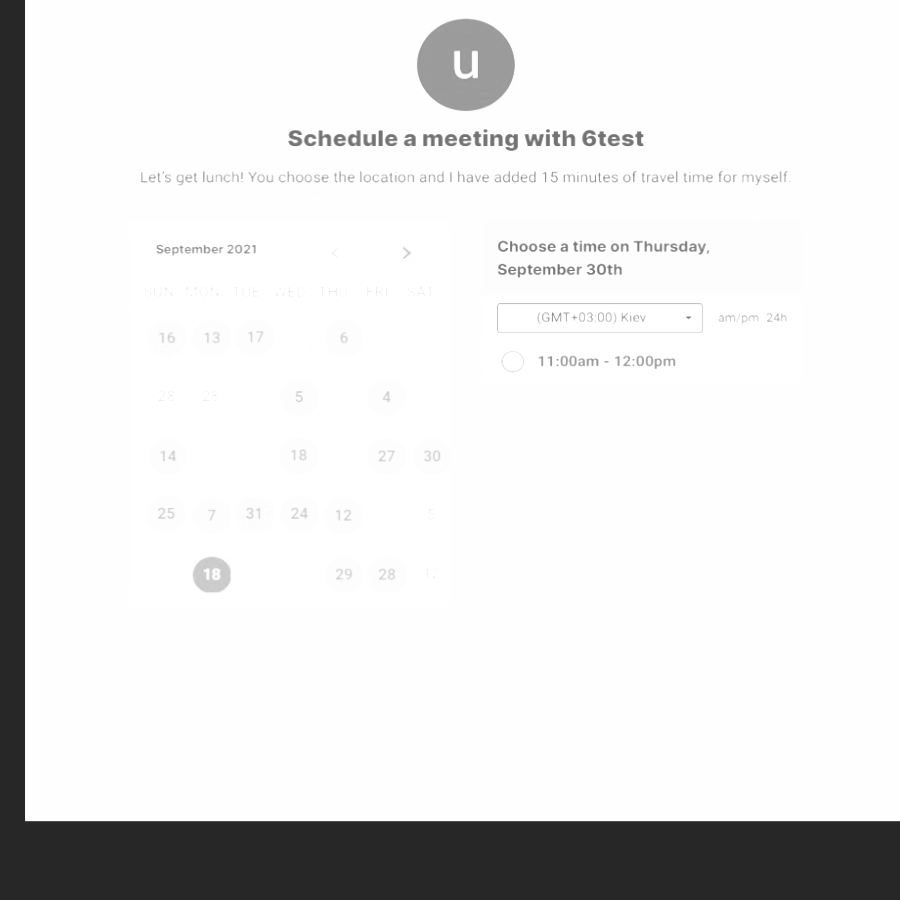 u
Schedule a meeting with 6test
Let's get lunch! You choose the location and I have added 15 minutes of travel time for myself.
September 2021
SUN MON TUE WED THU FRI SAT
16 13 17 6
28 5 4
14 18 27 30
25 7 31 24 12 5
18 29 28
Choose a time on Thursday,
September 30th
(GMT+03:00) Kiev
am/pm 24h
11:00am - 12:00pm